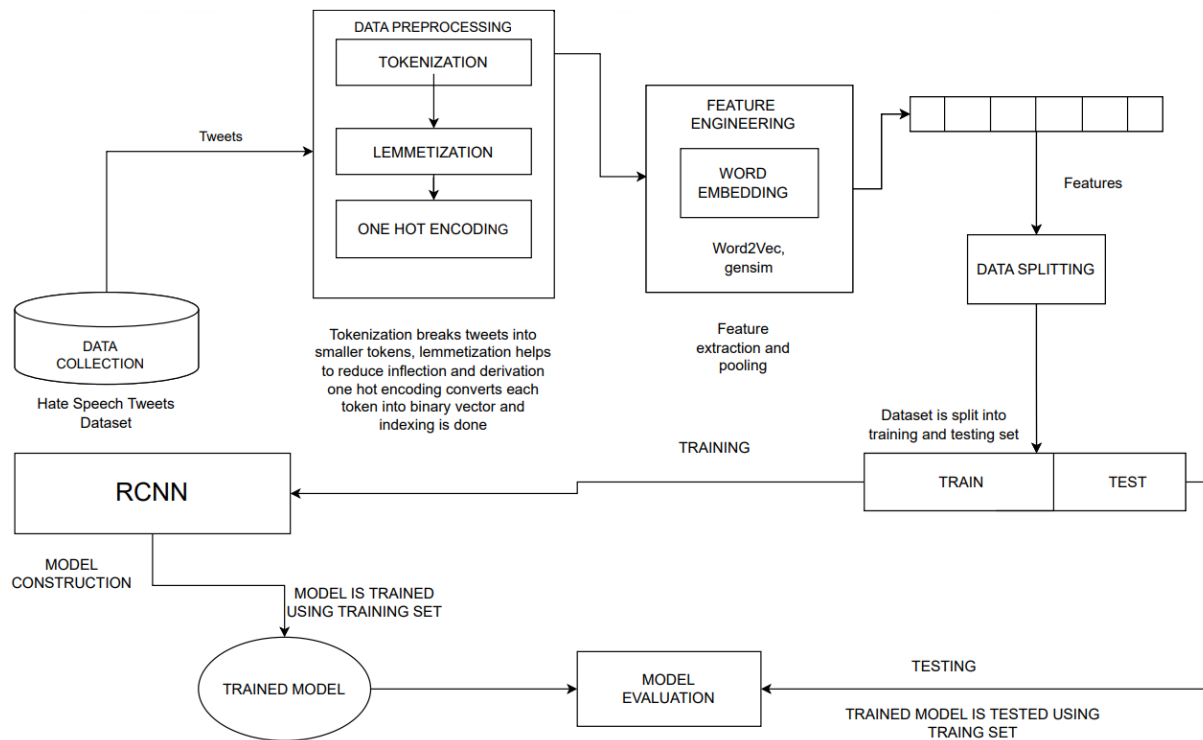 DATA PREPROCESSING
TOKENIZATION
LEMMETIZATION
ONE HOT ENCODING
Tweets
DATA
COLLECTION
Hate Speech Tweets
Dataset
Tokenization breaks tweets into
smaller tokens, lemmetization helps
to reduce inflection and derivation
one hot encoding converts each
token into binary vector and
indexing is done
FEATURE
ENGINEERING
WORD
EMBEDDING
Word2Vec,
gensim
Feature
extraction and
pooling
Features
DATA SPLITTING
Dataset is split into
training and testing set
TRAIN
TEST
TRAINING
RCNN
MODEL
CONSTRUCTION
MODEL IS TRAINED
USING TRAINING SET
TRAINED MODEL
MODEL
EVALUATION
TESTING
TRAINED MODEL IS TESTED USING
TRAING SET